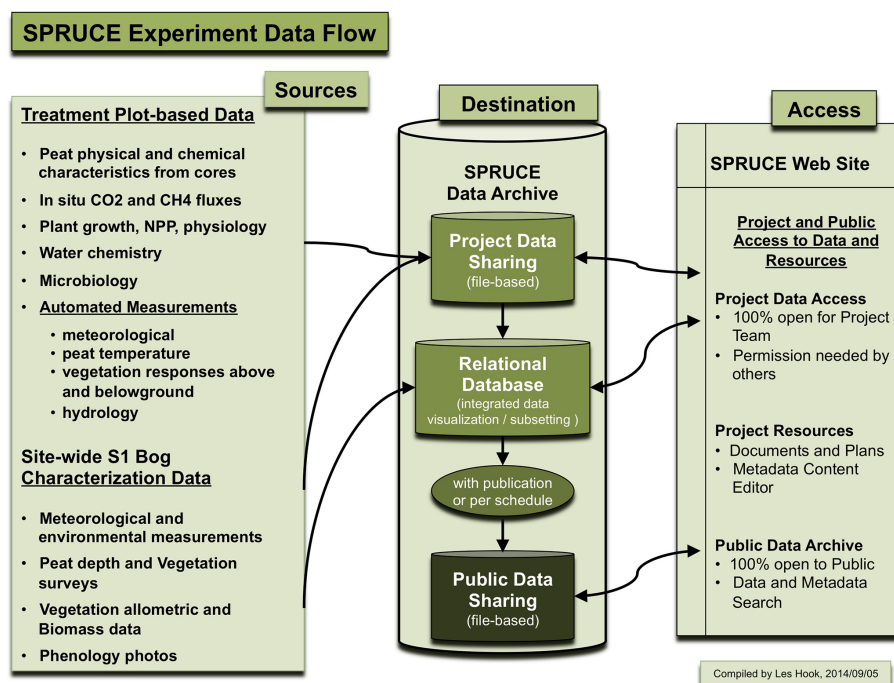 SPRUCE Experiment Data Flow
Sources
Treatment Plot-based Data
• Peat physical and chemical
characteristics from cores
• In situ CO2 and CH4 fluxes
• Plant growth, NPP, physiology
• Water chemistry
• Microbiology
• Automated Measurements
• meteorological
• peat temperature
• vegetation responses above
and belowground
• hydrology
Site-wide S1 Bog
Characterization Data
• Meteorological and
environmental measurements
• Peat depth and Vegetation
surveys
• Vegetation allometric and
Biomass data
• Phenology photos
Destination
SPRUCE
Data Archive
Project Data
Sharing
(file-based)
Relational
Database
(integrated data
visualization / subsetting )
with publication
or per schedule
Public Data
Sharing
(file-based)
Access
SPRUCE Web Site
Project and Public
Access to Data and
Resources
Project Data Access
• 100% open for Project
Team
• Permission needed by
others
Project Resources
• Documents and Plans
• Metadata Content
Editor
Public Data Archive
• 100% open to Public
• Data and Metadata
Search
Compiled by Les Hook, 2014/09/05